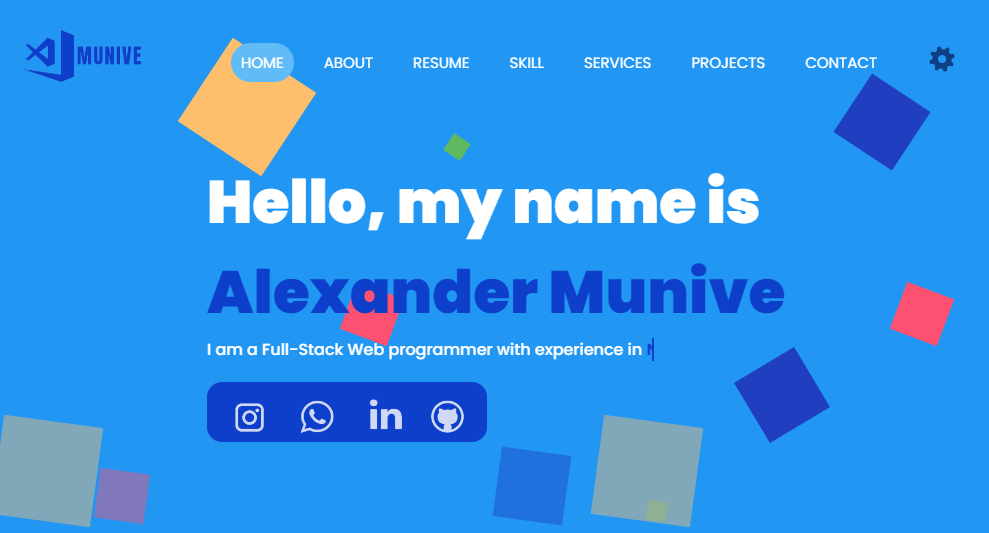 MUNIVE
HOME ABOUT RESUME SKILL SERVICES PROJECTS CONTACT
Hello, my name is
Alexander Munive
I am a Full-Stack Web programmer with experience in
in